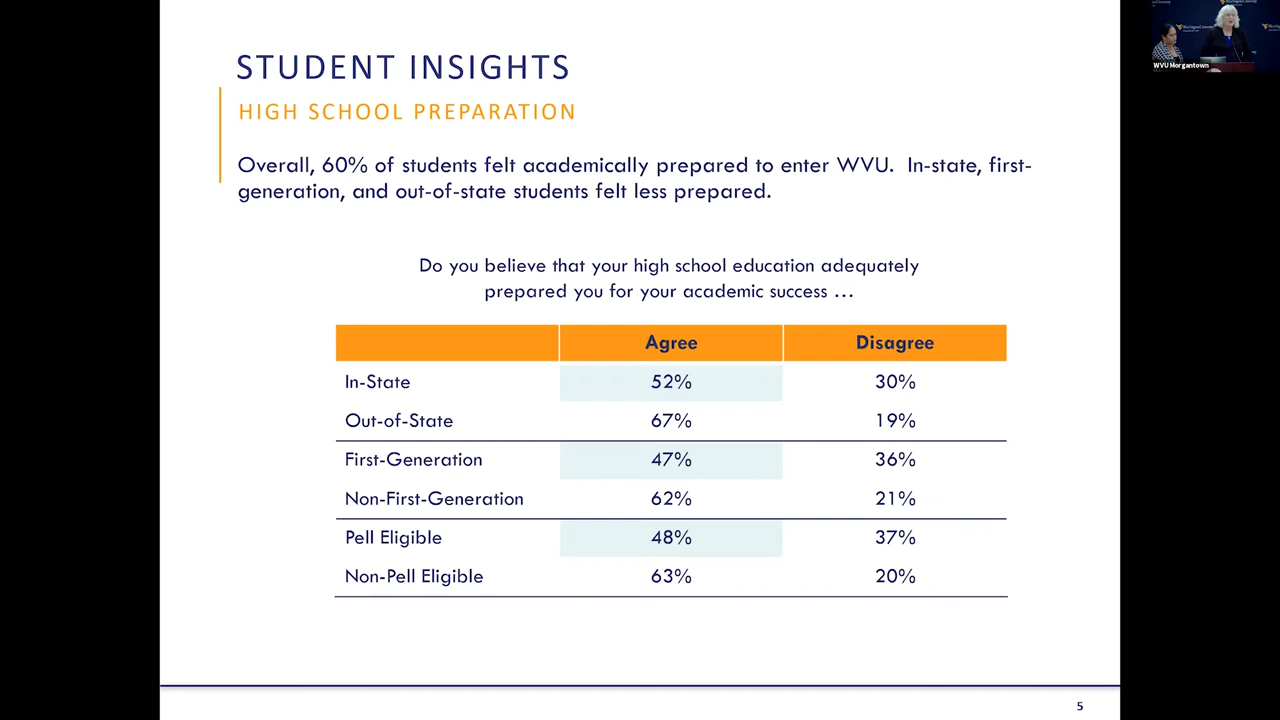 STUDENT INSIGHTS
HIGH SCHOOL PREPARATION
Overall, 60% of students felt academically prepared to enter WVU. In-state, first-
generation, and out-of-state students felt less prepared.
Do you believe that your high school education adequately
prepared you for your academic success ...
Agree Disagree
In-State 52% 30%
Out-of-State 67% 19%
First-Generation 47% 36%
Non-First-Generation 62% 21%
Pell Eligible 48% 37%
Non-Pell Eligible 63% 20%
5
WVU Morgantown